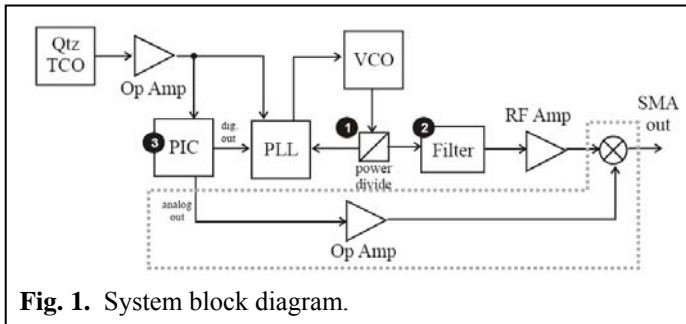 Qtz
TCO
Op Amp
VCO
SMA
out
RF Amp
1
2
3
PIC
dig.
out
PLL
power
divide
Filter
analog
out
Op Amp
Fig. 1. System block diagram.